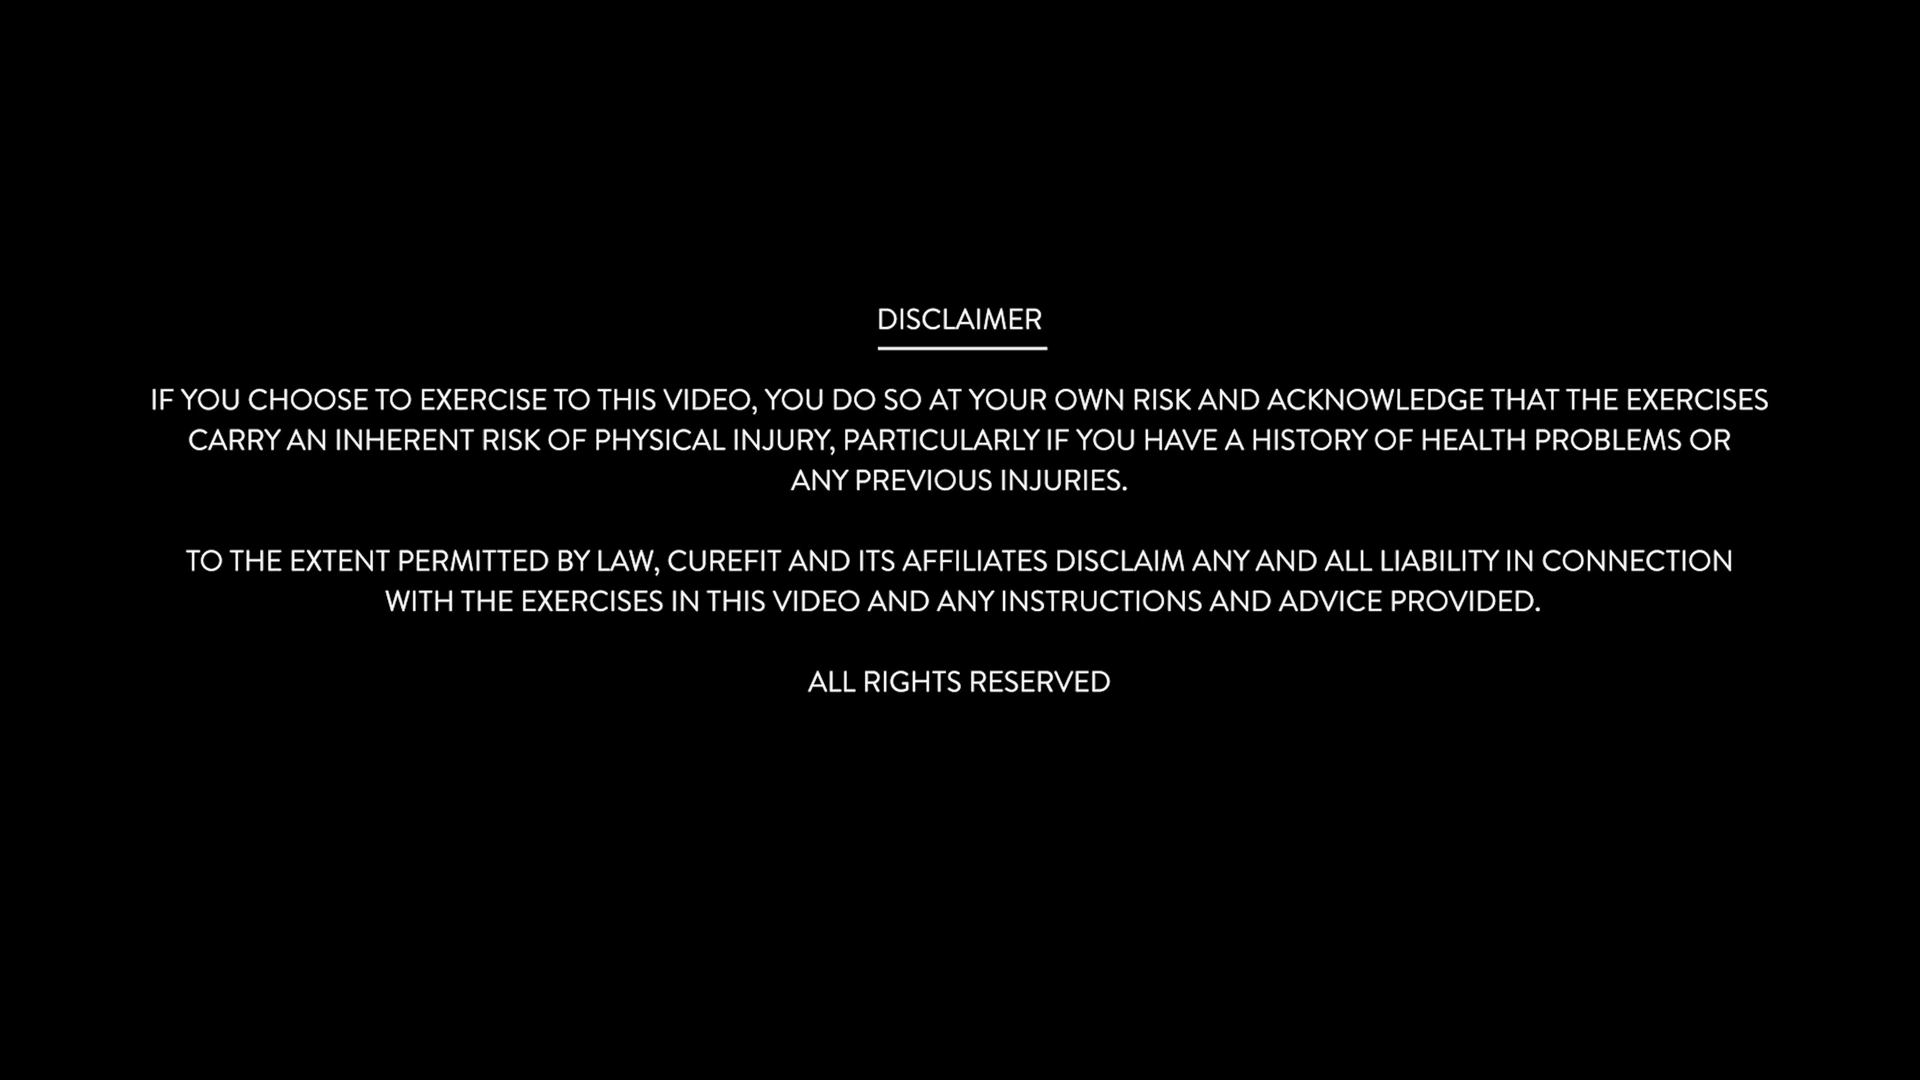 DISCLAIMER
IF YOU CHOOSE TO EXERCISE TO THIS VIDEO, YOU DO SO AT YOUR OWN RISK AND ACKNOWLEDGE THAT THE EXERCISES
CARRY AN INHERENT RISK OF PHYSICAL INJURY, PARTICULARLY IF YOU HAVE A HISTORY OF HEALTH PROBLEMS OR
ANY PREVIOUS INJURIES.
TO THE EXTENT PERMITTED BY LAW, CUREFIT AND ITS AFFILIATES DISCLAIM ANY AND ALL LIABILITY IN CONNECTION
WITH THE EXERCISES IN THIS VIDEO AND ANY INSTRUCTIONS AND ADVICE PROVIDED.
ALL RIGHTS RESERVED